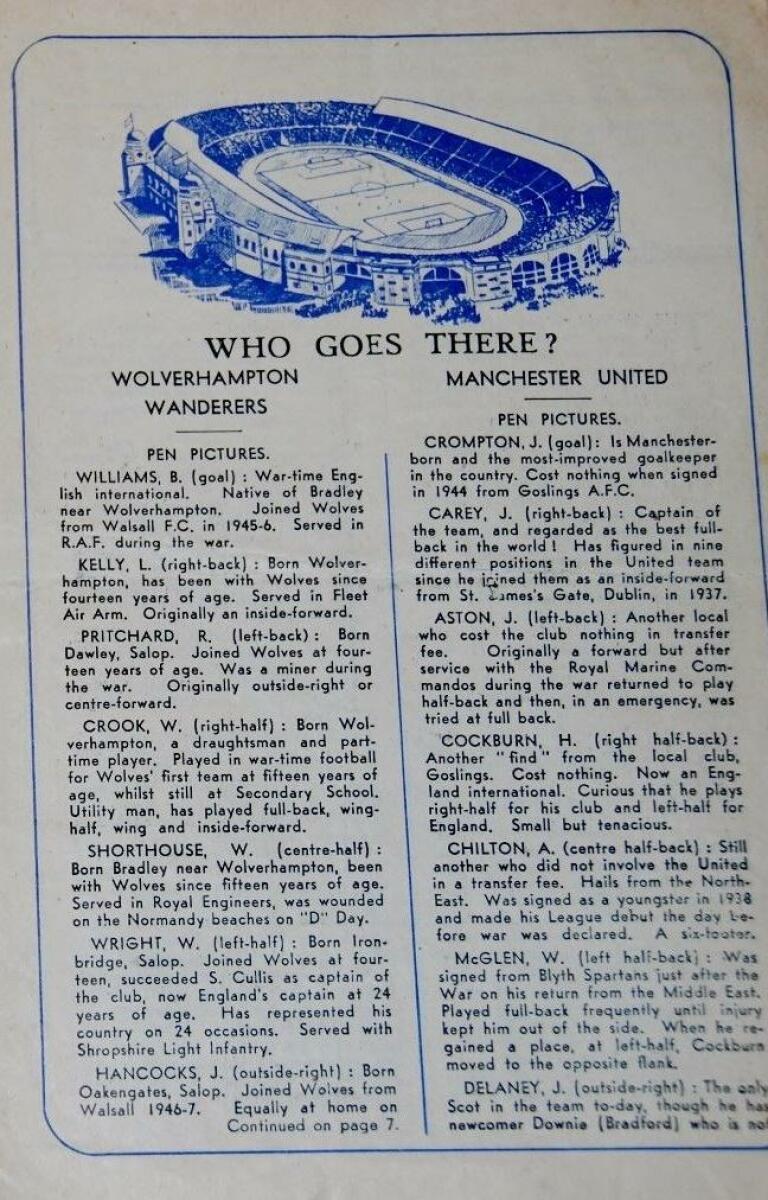 WHO GOES THERE?
WOLVERHAMPTON
WANDERERS
PEN PICTURES.
WILLIAMS, B. (goal) : War-time Eng-
lish international. Native of Bradley
near Wolverhampton. Joined Wolves
from Walsall F.C. in 1945-6. Served in
R.A.F. during the war.
KELLY, L. (right-back) : Born Wolver-
hampton, has been with Wolves since
fourteen years of age. Served in Fleet
Air Arm. Originally an inside-forward.
PRITCHARD, R. (left-back) : Born
Dawley, Salop. Joined Wolves at four-
teen years of age. Was a miner during
the war. Originally outside-right or
centre-forward.
CROOK, W. (right-half) : Born Wol-
verhampton, a draughtsman and part-
time player. Played in war-time football
for Wolves' first team at fifteen years of
age, whilst still at Secondary School.
Utility man, has played full-back, wing-
half, wing and inside-forward.
SHORTHOUSE, W. (centre-half) :
Born Bradley near Wolverhampton, been
with Wolves since fifteen years of age.
Served in Royal Engineers, was wounded
on the Normandy beaches on "D" Day.
WRIGHT, W. (left-half) : Born Iron-
bridge, Salop. Joined Wolves at four-
teen, succeeded S. Cullis as captain of
the club, now England's captain at 24
years of age. Has represented his
country on 24 occasions. Served with
Shropshire Light Infantry.
HANCOCKS, J. (outside-right) : Born
Oakengates, Salop. Joined Wolves from
Walsall 1946-7. Equally at home on
Continued on page 7.
MANCHESTER UNITED
PEN PICTURES.
CROMPTON, J. (goal) : Is Manchester-
born and the most-improved goalkeeper
in the country. Cost nothing when signed
in 1944 from Goslings A.F.C.
CAREY, J. (right-back) : Captain of
the team, and regarded as the best full-
back in the world ! Has figured in nine
different positions in the United team
since he joined them as an inside-forward
from St. James's Gate, Dublin, in 1937.
ASTON, J. (left-back) : Another local
who cost the club nothing in transfer
fee. Originally a forward but after
service with the Royal Marine Com-
mandos during the war returned to play
half-back and then, in an emergency, was
tried at full back.
COCKBURN, H. (right half-back) :
Another "find" from the local club,
Goslings. Cost nothing. Now an Eng-
land international. Curious that he plays
right-half for his club and left-half for
England. Small but tenacious.
CHILTON, A. (centre half-back) : Still
another who did not involve the United
in a transfer fee. Hails from the North-
East. Was signed as a youngster in 1938
and made his League debut the day be-
fore war was declared. A six-footer.
McGLEN, W. (left half-back) : Was
signed from Blyth Spartans just after the
War on his return from the Middle East.
Played full-back frequently until injury
kept him out of the side. When he re-
gained a place, at left-half, Cockburn
moved to the opposite flank.
DELANEY, J. (outside-right) : The only
Scot in the team to-day, though he has
newcomer Downie (Bradford) who is not